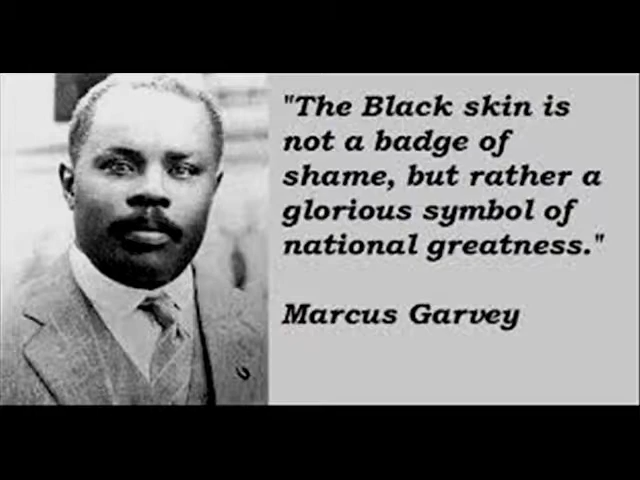 "The Black skin is
not a badge of
shame, but rather a
glorious symbol of
national greatness."
Marcus Garvey